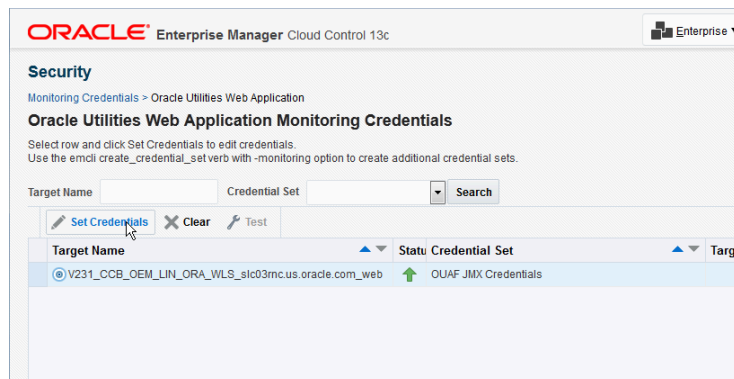 ORACLE Enterprise Manager Cloud Control 13c
Enterprise
Security
Monitoring Credentials > Oracle Utilities Web Application
Oracle Utilities Web Application Monitoring Credentials
Select row and click Set Credentials to edit credentials.
Use the emcli create_credential_set verb with -monitoring option to create additional credential sets.
Target Name Credential Set Search
Set Credentials Clear Test
Target Name Statu Credential Set Targ
V231_CCB_OEM_LIN_ORA_WLS_slc03rnc.us.oracle.com_web OUAF JMX Credentials